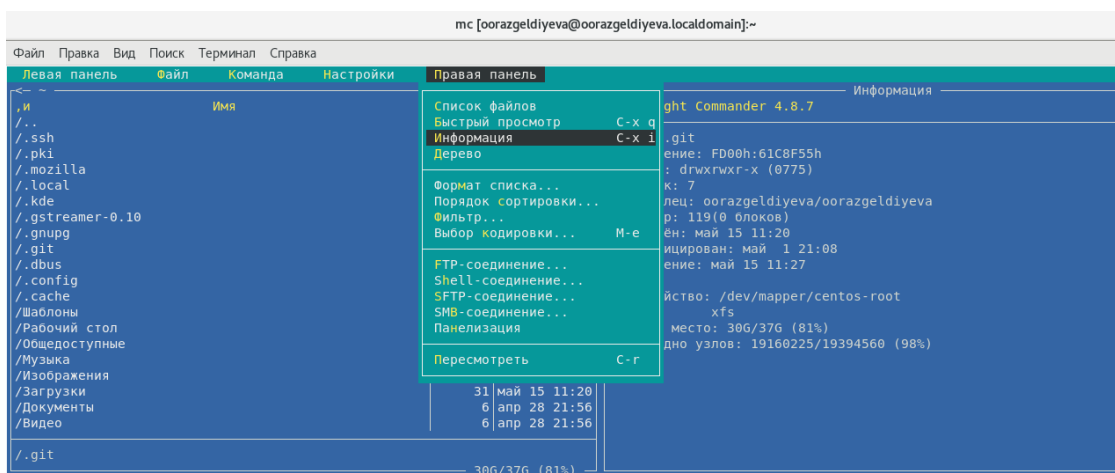 mc [oorazgeldiyeva@oorazgeldiyeva.localdomain]:~
Файл Правка Вид Поиск Терминал Справка
Левая панель Файл Команда Настройки Правая панель
<— ~
,и Имя
/..
/.ssh
/.pki
/.mozilla
/.local
/.kde
/.gstreamer-0.10
/.gnupg
/.git
/.dbus
/.config
/.cache
/Шаблоны
/Рабочий стол
/Общедоступные
/Музыка
/Изображения
/Загрузки 31 май 15 11:20
/Документы 6 апр 28 21:56
/Видео 6 апр 28 21:56
/.git
30G/37G (81%)
Список файлов
Быстрый просмотр C-x q
Информация C-x i
Дерево
Формат списка...
Порядок сортировки...
Фильтр...
Выбор кодировки... M-e
FTP-соединение...
Shell-соединение...
SFTP-соединение...
SMB-соединение...
Панелизация
Пересмотреть C-r
Информация
ght Commander 4.8.7
.git
ение: FD00h:61C8F55h
: drwxrwxr-x (0775)
к: 7
лец: oorazgeldiyeva/oorazgeldiyeva
р: 119(0 блоков)
ён: май 15 11:20
ицирован: май 1 21:08
ение: май 15 11:27
йство: /dev/mapper/centos-root
xfs
место: 30G/37G (81%)
дно узлов: 19160225/19394560 (98%)